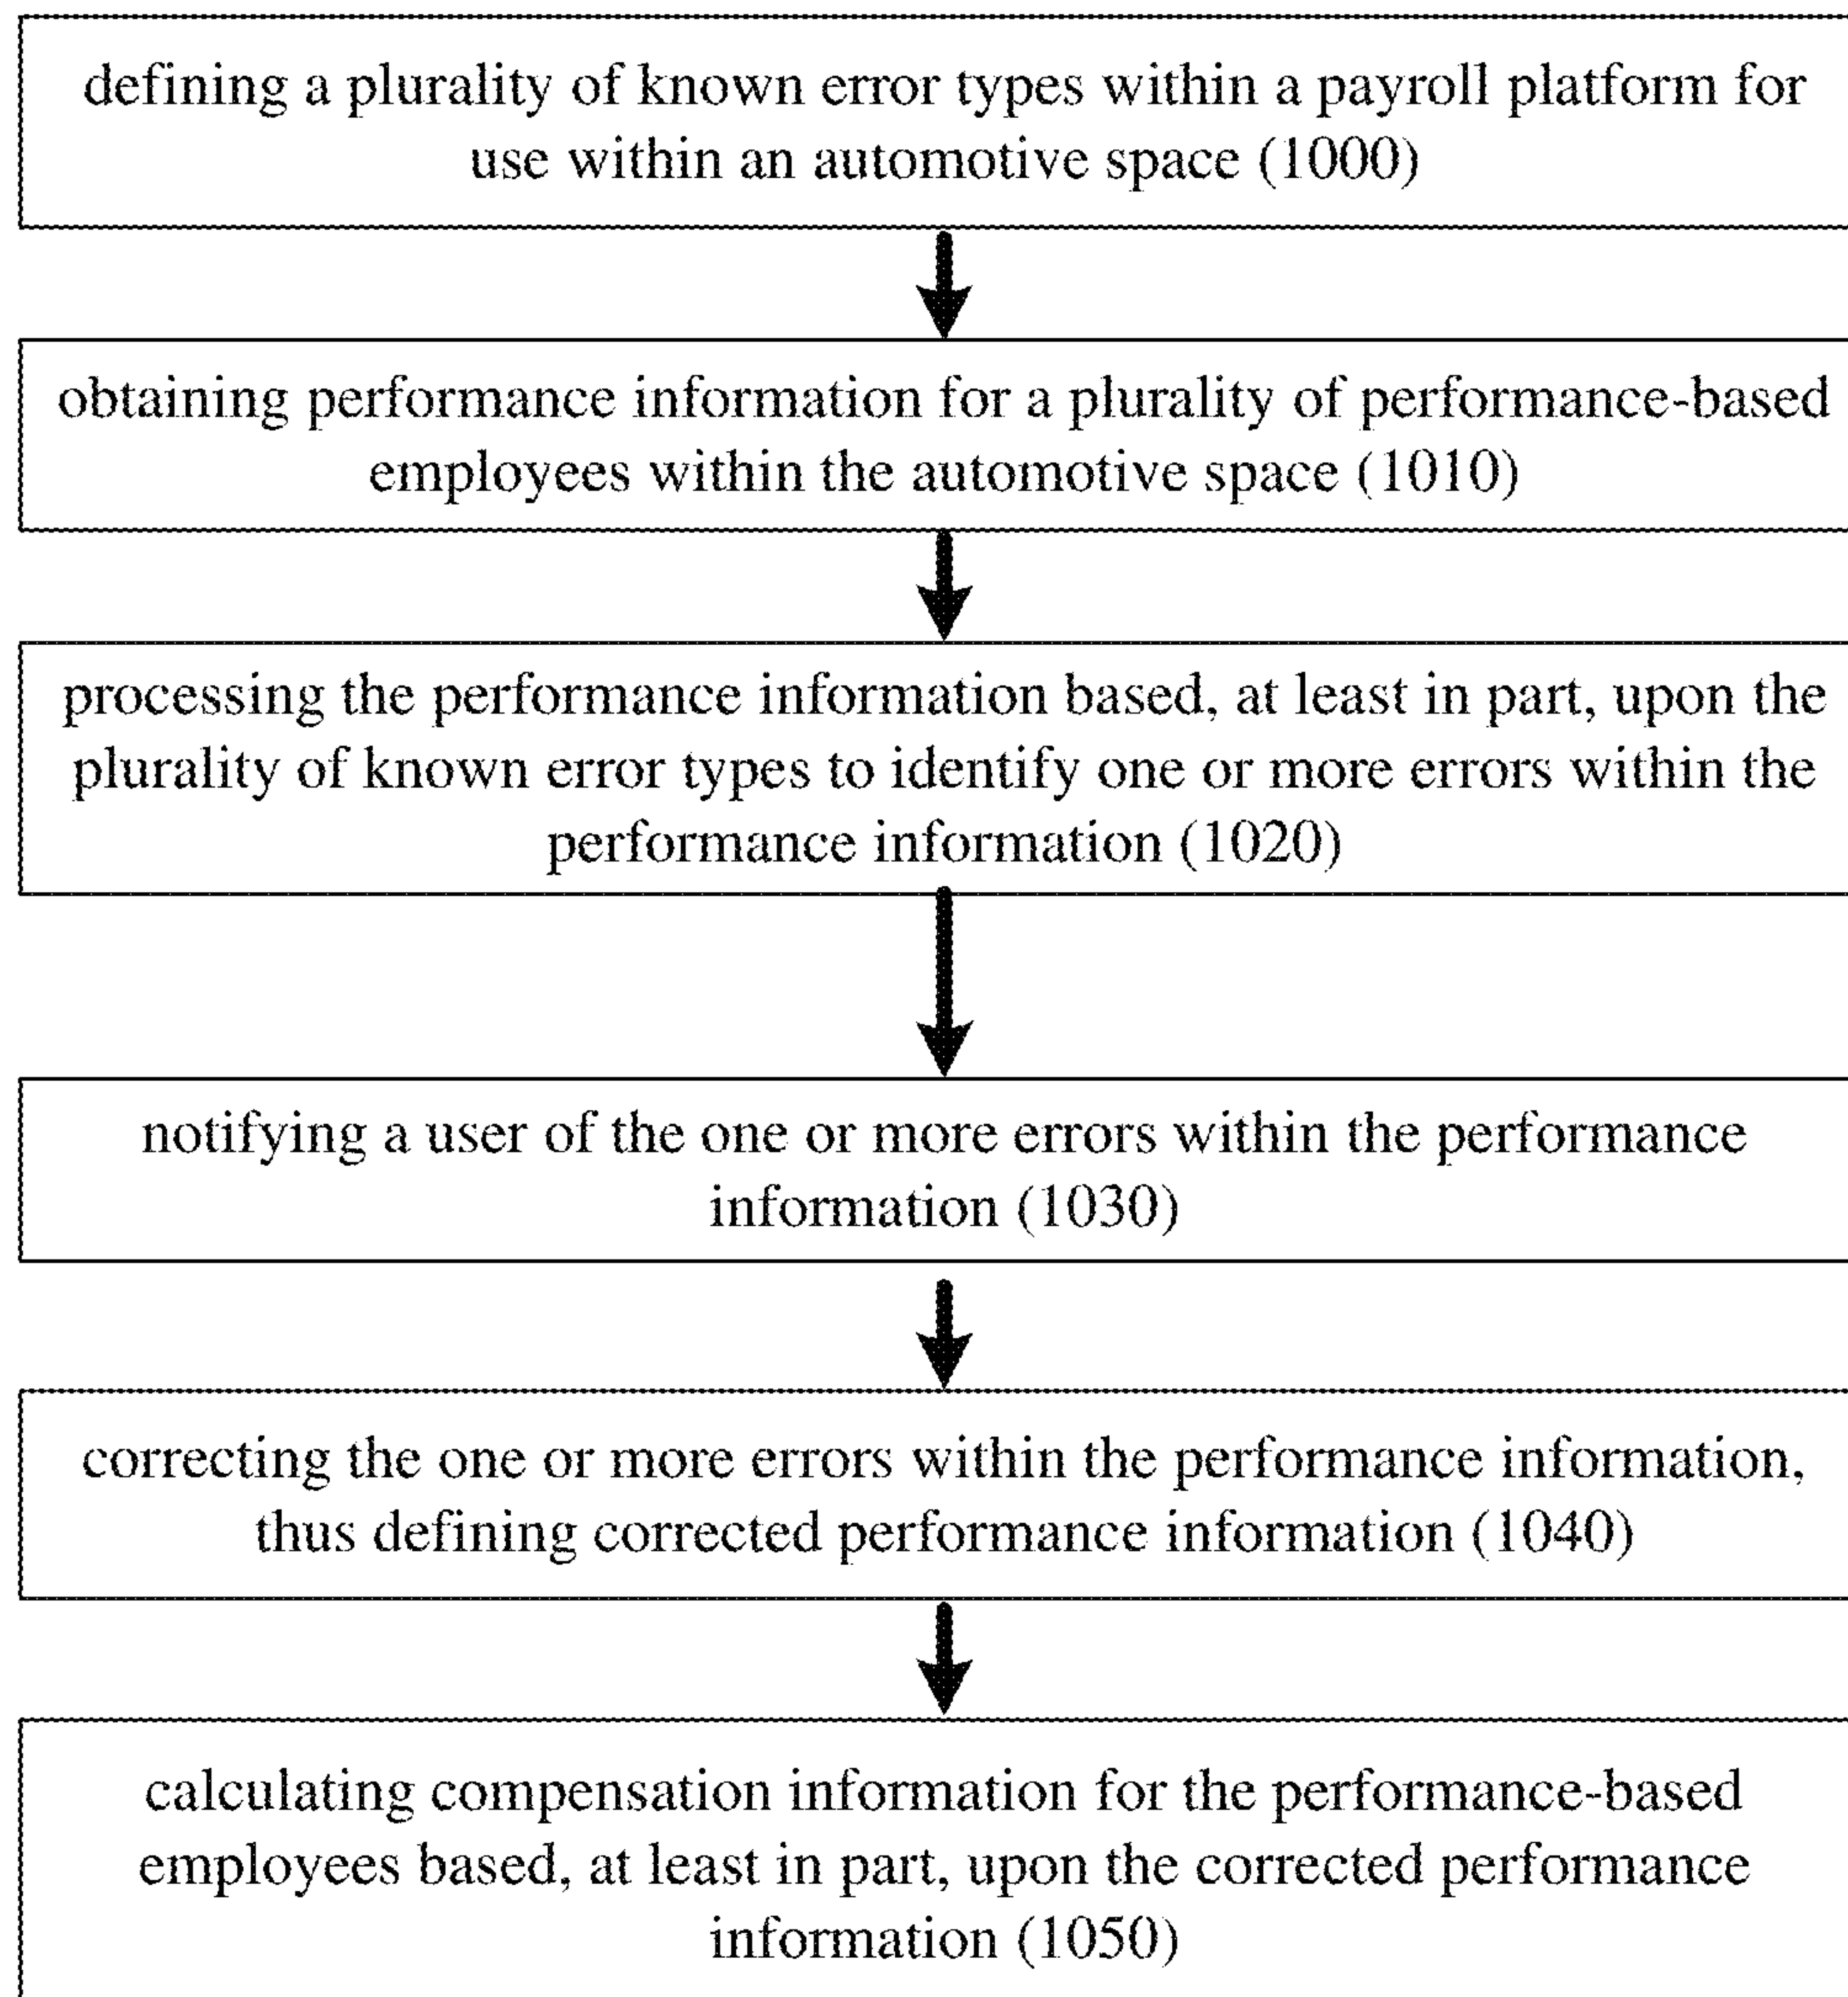 defining a plurality of known error types within a payroll platform for
use within an automotive space (1000)
obtaining performance information for a plurality of performance-based
employees within the automotive space (1010)
processing the performance information based, at least in part, upon the
plurality of known error types to identify one or more errors within the
performance information (1020)
notifying a user of the one or more errors within the performance
information (1030)
correcting the one or more errors within the performance information,
thus defining corrected performance information (1040)
calculating compensation information for the performance-based
employees based, at least in part, upon the corrected performance
information (1050)